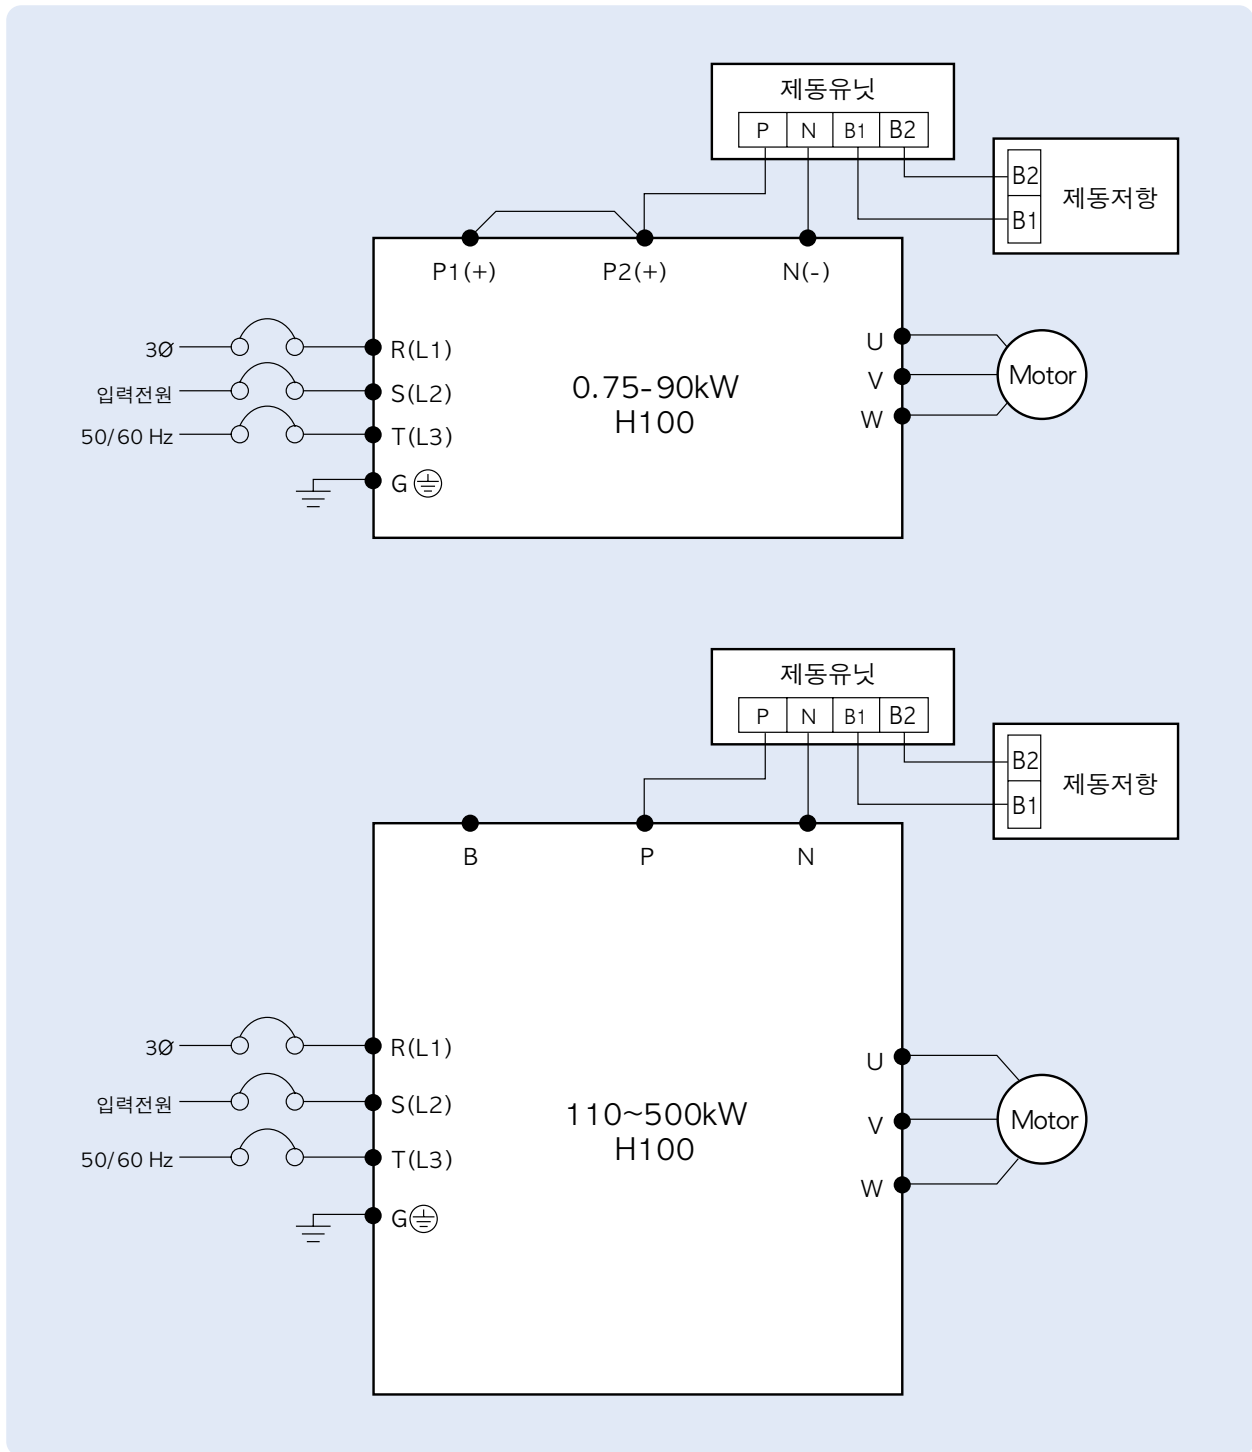 제동유닛
P N B1 B2
B2
제동저항
B1
P1(+) P2(+) N(-)
3Ø
R(L1)
U
입력전원
S(L2)
0.75-90kW
V
Motor
H100
W
50/60 Hz
T(L3)
G
제동유닛
P N B1 B2
B2
제동저항
B1
B P N
3Ø
R(L1)
U
입력전원
S(L2)
110~500kW
V
Motor
H100
50/60 Hz
T(L3)
W
G